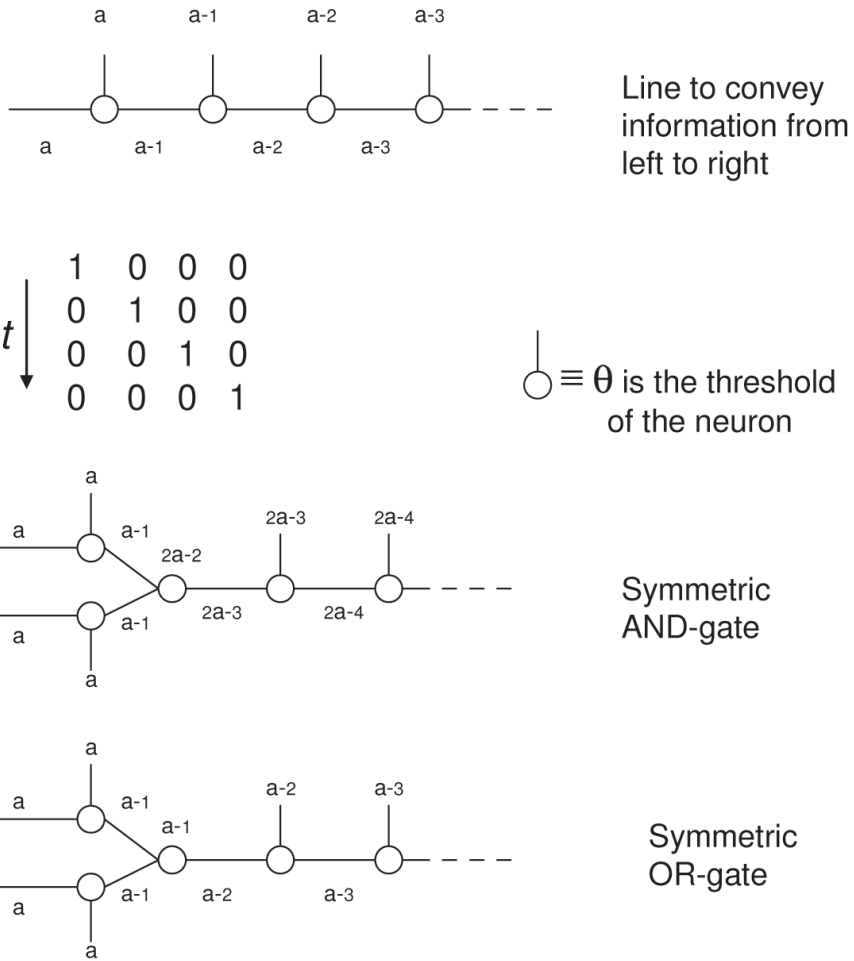 a a-1 a-2 a-3
Line to convey
information from
left to right
a a-1 a-2 a-3
1 0 0 0
0 1 0 0
t
0 0 1 0
0 0 0 1
≡ θ is the threshold
of the neuron
a
a a-1
2a-2
2a-3 2a-4
2a-3 2a-4
a a-1
a
Symmetric
AND-gate
a
a a-1
a-1
a-2 a-3
a-2 a-3
a a-1
a
Symmetric
OR-gate